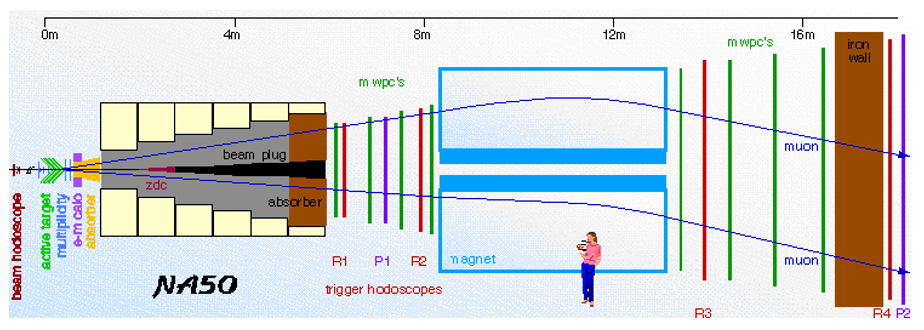 0m 4m 8m 12m 16m
m wpc's
m wpc's
iron
wall
beam plug
zdc
absorber
muon
muon
magnet
beam hodoscope
active target
multiplicity
e-m calo
absorber
R1 P1 R2
trigger hodoscopes
R3
R4 P2
NA50